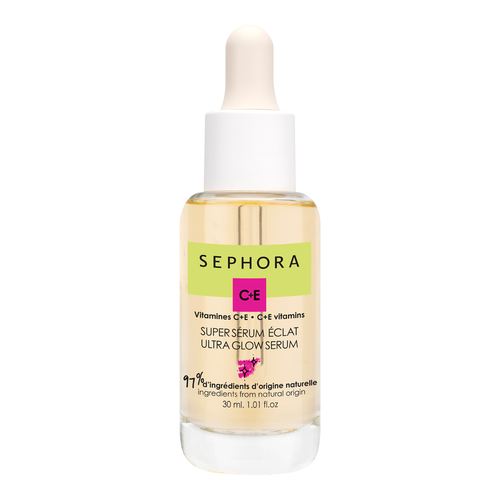 SEPHORA
C+E
Vitamines C+E • C+E vitamins
SUPER SÉRUM ÉCLAT
ULTRA GLOW SERUM
97% d'ingrédients d'origine naturelle
ingredients from natural origin
30 ml. 1.01 fl.oz